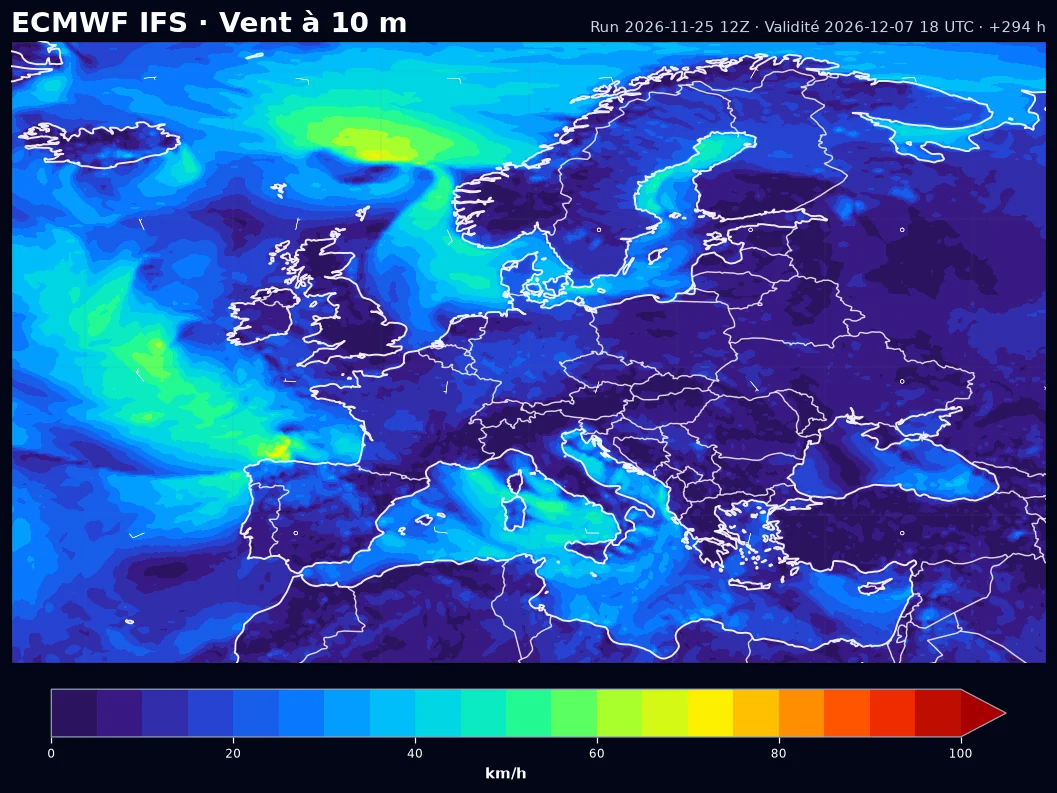 ECMWF IFS · Vent à 10 m
Run 2026-11-25 12Z · Validité 2026-12-07 18 UTC · +294 h
0 20 40 60 80 100
km/h